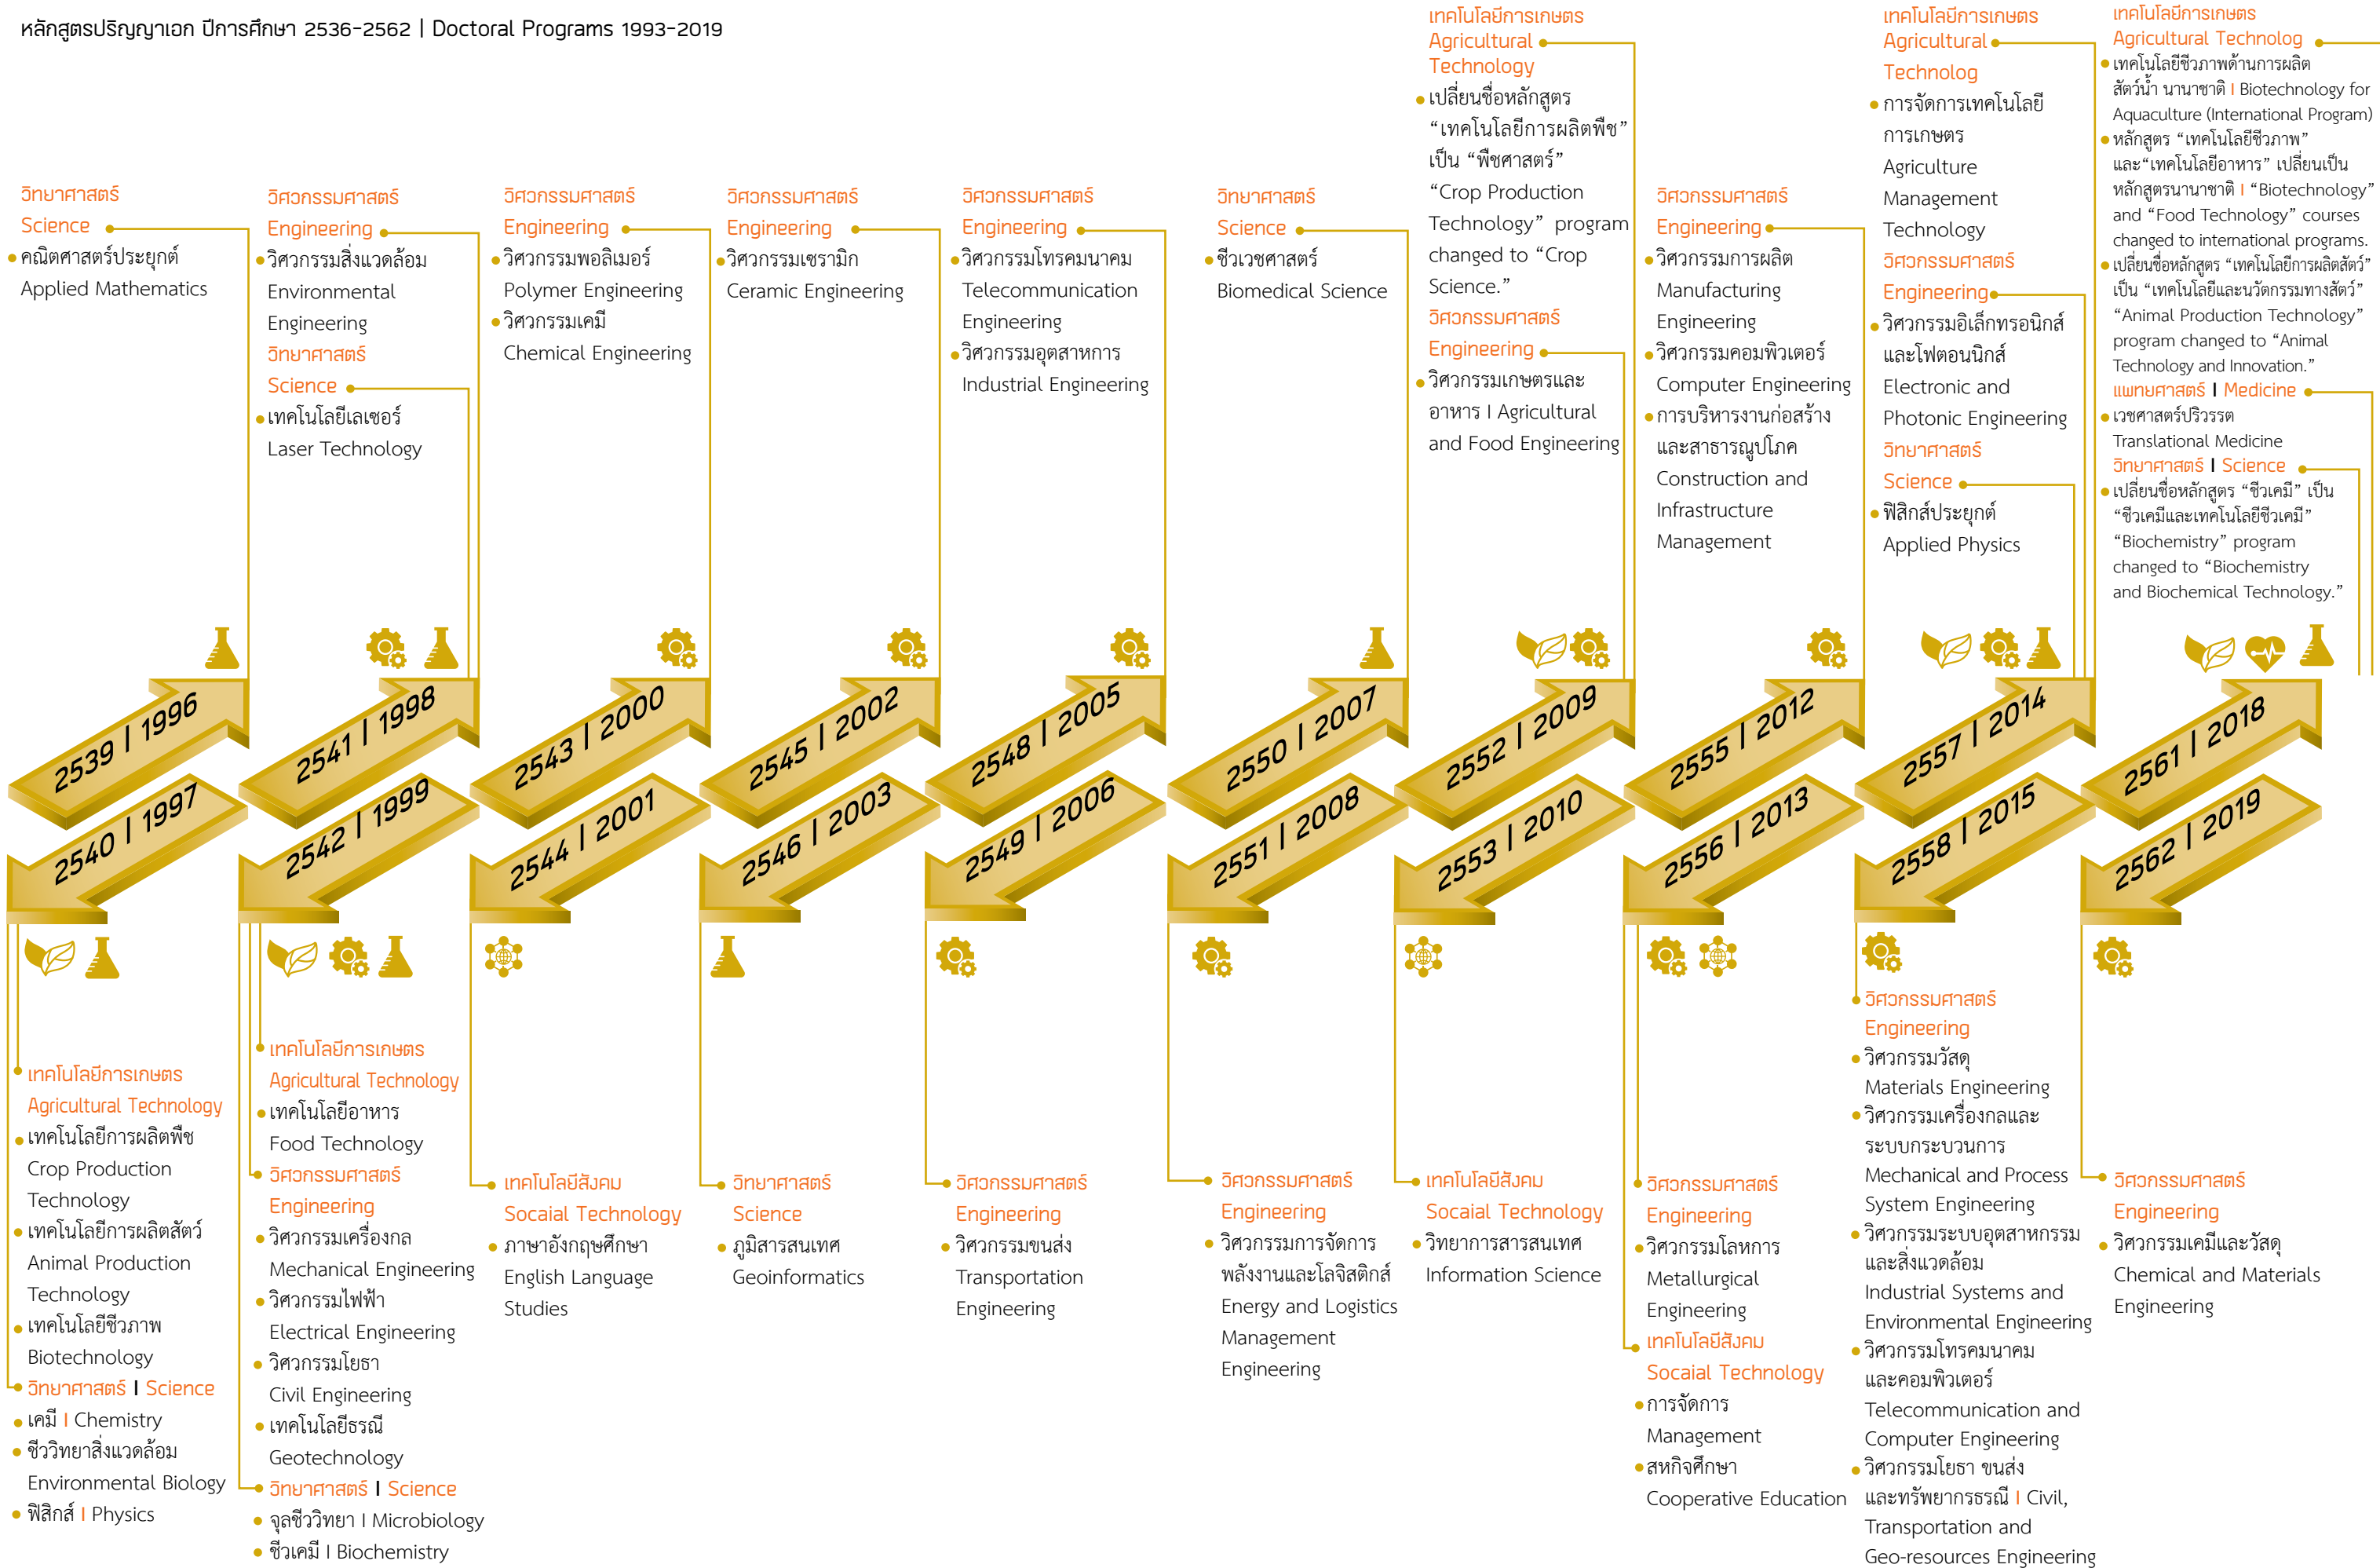 หลักสูตรปริญญาเอก ปีการศึกษา 2536-2562 | Doctoral Programs 1993-2019
วิทยาศาสตร์
Science
คณิตศาสตร์ประยุกต์
Applied Mathematics
2539 | 1996
วิศวกรรมศาสตร์
Engineering
วิศวกรรมสิ่งแวดล้อม
Environmental
Engineering
วิทยาศาสตร์
Science
เทคโนโลยีเลเซอร์
Laser Technology
2541 | 1998
วิศวกรรมศาสตร์
Engineering
วิศวกรรมพอลิเมอร์
Polymer Engineering
วิศวกรรมเคมี
Chemical Engineering
2543 | 2000
วิศวกรรมศาสตร์
Engineering
วิศวกรรมเซรามิก
Ceramic Engineering
2545 | 2002
วิศวกรรมศาสตร์
Engineering
วิศวกรรมโทรคมนาคม
Telecommunication
Engineering
วิศวกรรมอุตสาหการ
Industrial Engineering
2548 | 2005
วิทยาศาสตร์
Science
ชีวเวชศาสตร์
Biomedical Science
2550 | 2007
เทคโนโลยีการเกษตร
Agricultural
Technology
เปลี่ยนชื่อหลักสูตร
“เทคโนโลยีการผลิตพืช”
เป็น “พืชศาสตร์”
“Crop Production
Technology” program
changed to “Crop
Science.”
วิศวกรรมศาสตร์
Engineering
วิศวกรรมเกษตรและ
อาหาร I Agricultural
and Food Engineering
2552 | 2009
วิศวกรรมศาสตร์
Engineering
วิศวกรรมการผลิต
Manufacturing
Engineering
วิศวกรรมคอมพิวเตอร์
Computer Engineering
การบริหารงานก่อสร้าง
และสาธารณูปโภค
Construction and
Infrastructure
Management
2555 | 2012
เทคโนโลยีการเกษตร
Agricultural
Technolog
การจัดการเทคโนโลยี
การเกษตร
Agriculture
Management
Technology
วิศวกรรมศาสตร์
Engineering
วิศวกรรมอิเล็กทรอนิกส์
และโฟตอนนิกส์
Electronic and
Photonic Engineering
วิทยาศาสตร์
Science
ฟิสิกส์ประยุกต์
Applied Physics
2557 | 2014
เทคโนโลยีการเกษตร
Agricultural Technolog
เทคโนโลยีชีวภาพด้านการผลิต
สัตว์น้ำ นานาชาติ I Biotechnology for
Aquaculture (International Program)
หลักสูตร “เทคโนโลยีชีวภาพ”
และ“เทคโนโลยีอาหาร” เปลี่ยนเป็น
หลักสูตรนานาชาติ I “Biotechnology”
and “Food Technology” courses
changed to international programs.
เปลี่ยนชื่อหลักสูตร “เทคโนโลยีการผลิตสัตว์”
เป็น “เทคโนโลยีและนวัตกรรมทางสัตว์”
“Animal Production Technology”
program changed to “Animal
Technology and Innovation.”
แพทยศาสตร์ I Medicine
เวชศาสตร์ปริวรรต
Translational Medicine
วิทยาศาสตร์ I Science
เปลี่ยนชื่อหลักสูตร “ชีวเคมี” เป็น
“ชีวเคมีและเทคโนโลยีชีวเคมี”
“Biochemistry” program
changed to “Biochemistry
and Biochemical Technology.”
2561 | 2018
2540 | 1997
เทคโนโลยีการเกษตร
Agricultural Technology
เทคโนโลยีการผลิตพืช
Crop Production
Technology
เทคโนโลยีการผลิตสัตว์
Animal Production
Technology
เทคโนโลยีชีวภาพ
Biotechnology
วิทยาศาสตร์ I Science
เคมี I Chemistry
ชีววิทยาสิ่งแวดล้อม
Environmental Biology
ฟิสิกส์ I Physics
2542 | 1999
เทคโนโลยีการเกษตร
Agricultural Technology
เทคโนโลยีอาหาร
Food Technology
วิศวกรรมศาสตร์
Engineering
วิศวกรรมเครื่องกล
Mechanical Engineering
วิศวกรรมไฟฟ้า
Electrical Engineering
วิศวกรรมโยธา
Civil Engineering
เทคโนโลยีธรณี
Geotechnology
วิทยาศาสตร์ I Science
จุลชีววิทยา I Microbiology
ชีวเคมี I Biochemistry
2544 | 2001
เทคโนโลยีสังคม
Socaial Technology
ภาษาอังกฤษศึกษา
English Language
Studies
2546 | 2003
วิทยาศาสตร์
Science
ภูมิสารสนเทศ
Geoinformatics
2549 | 2006
วิศวกรรมศาสตร์
Engineering
วิศวกรรมขนส่ง
Transportation
Engineering
2551 | 2008
วิศวกรรมศาสตร์
Engineering
วิศวกรรมการจัดการ
พลังงานและโลจิสติกส์
Energy and Logistics
Management
Engineering
2553 | 2010
เทคโนโลยีสังคม
Socaial Technology
วิทยาการสารสนเทศ
Information Science
2556 | 2013
วิศวกรรมศาสตร์
Engineering
วิศวกรรมโลหการ
Metallurgical
Engineering
เทคโนโลยีสังคม
Socaial Technology
การจัดการ
Management
สหกิจศึกษา
Cooperative Education
2558 | 2015
วิศวกรรมศาสตร์
Engineering
วิศวกรรมวัสดุ
Materials Engineering
วิศวกรรมเครื่องกลและ
ระบบกระบวนการ
Mechanical and Process
System Engineering
วิศวกรรมระบบอุตสาหกรรม
และสิ่งแวดล้อม
Industrial Systems and
Environmental Engineering
วิศวกรรมโทรคมนาคม
และคอมพิวเตอร์
Telecommunication and
Computer Engineering
วิศวกรรมโยธา ขนส่ง
และทรัพยากรธรณี I Civil,
Transportation and
Geo-resources Engineering
2562 | 2019
วิศวกรรมศาสตร์
Engineering
วิศวกรรมเคมีและวัสดุ
Chemical and Materials
Engineering